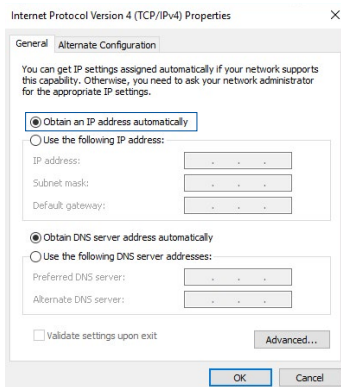 Internet Protocol Version 4 (TCP/IPv4) Properties
General Alternate Configuration
You can get IP settings assigned automatically if your network supports
this capability. Otherwise, you need to ask your network administrator
for the appropriate IP settings.
Obtain an IP address automatically
Use the following IP address:
IP address:
Subnet mask:
Default gateway:
Obtain DNS server address automatically
Use the following DNS server addresses:
Preferred DNS server:
Alternate DNS server:
Validate settings upon exit
Advanced...
OK Cancel